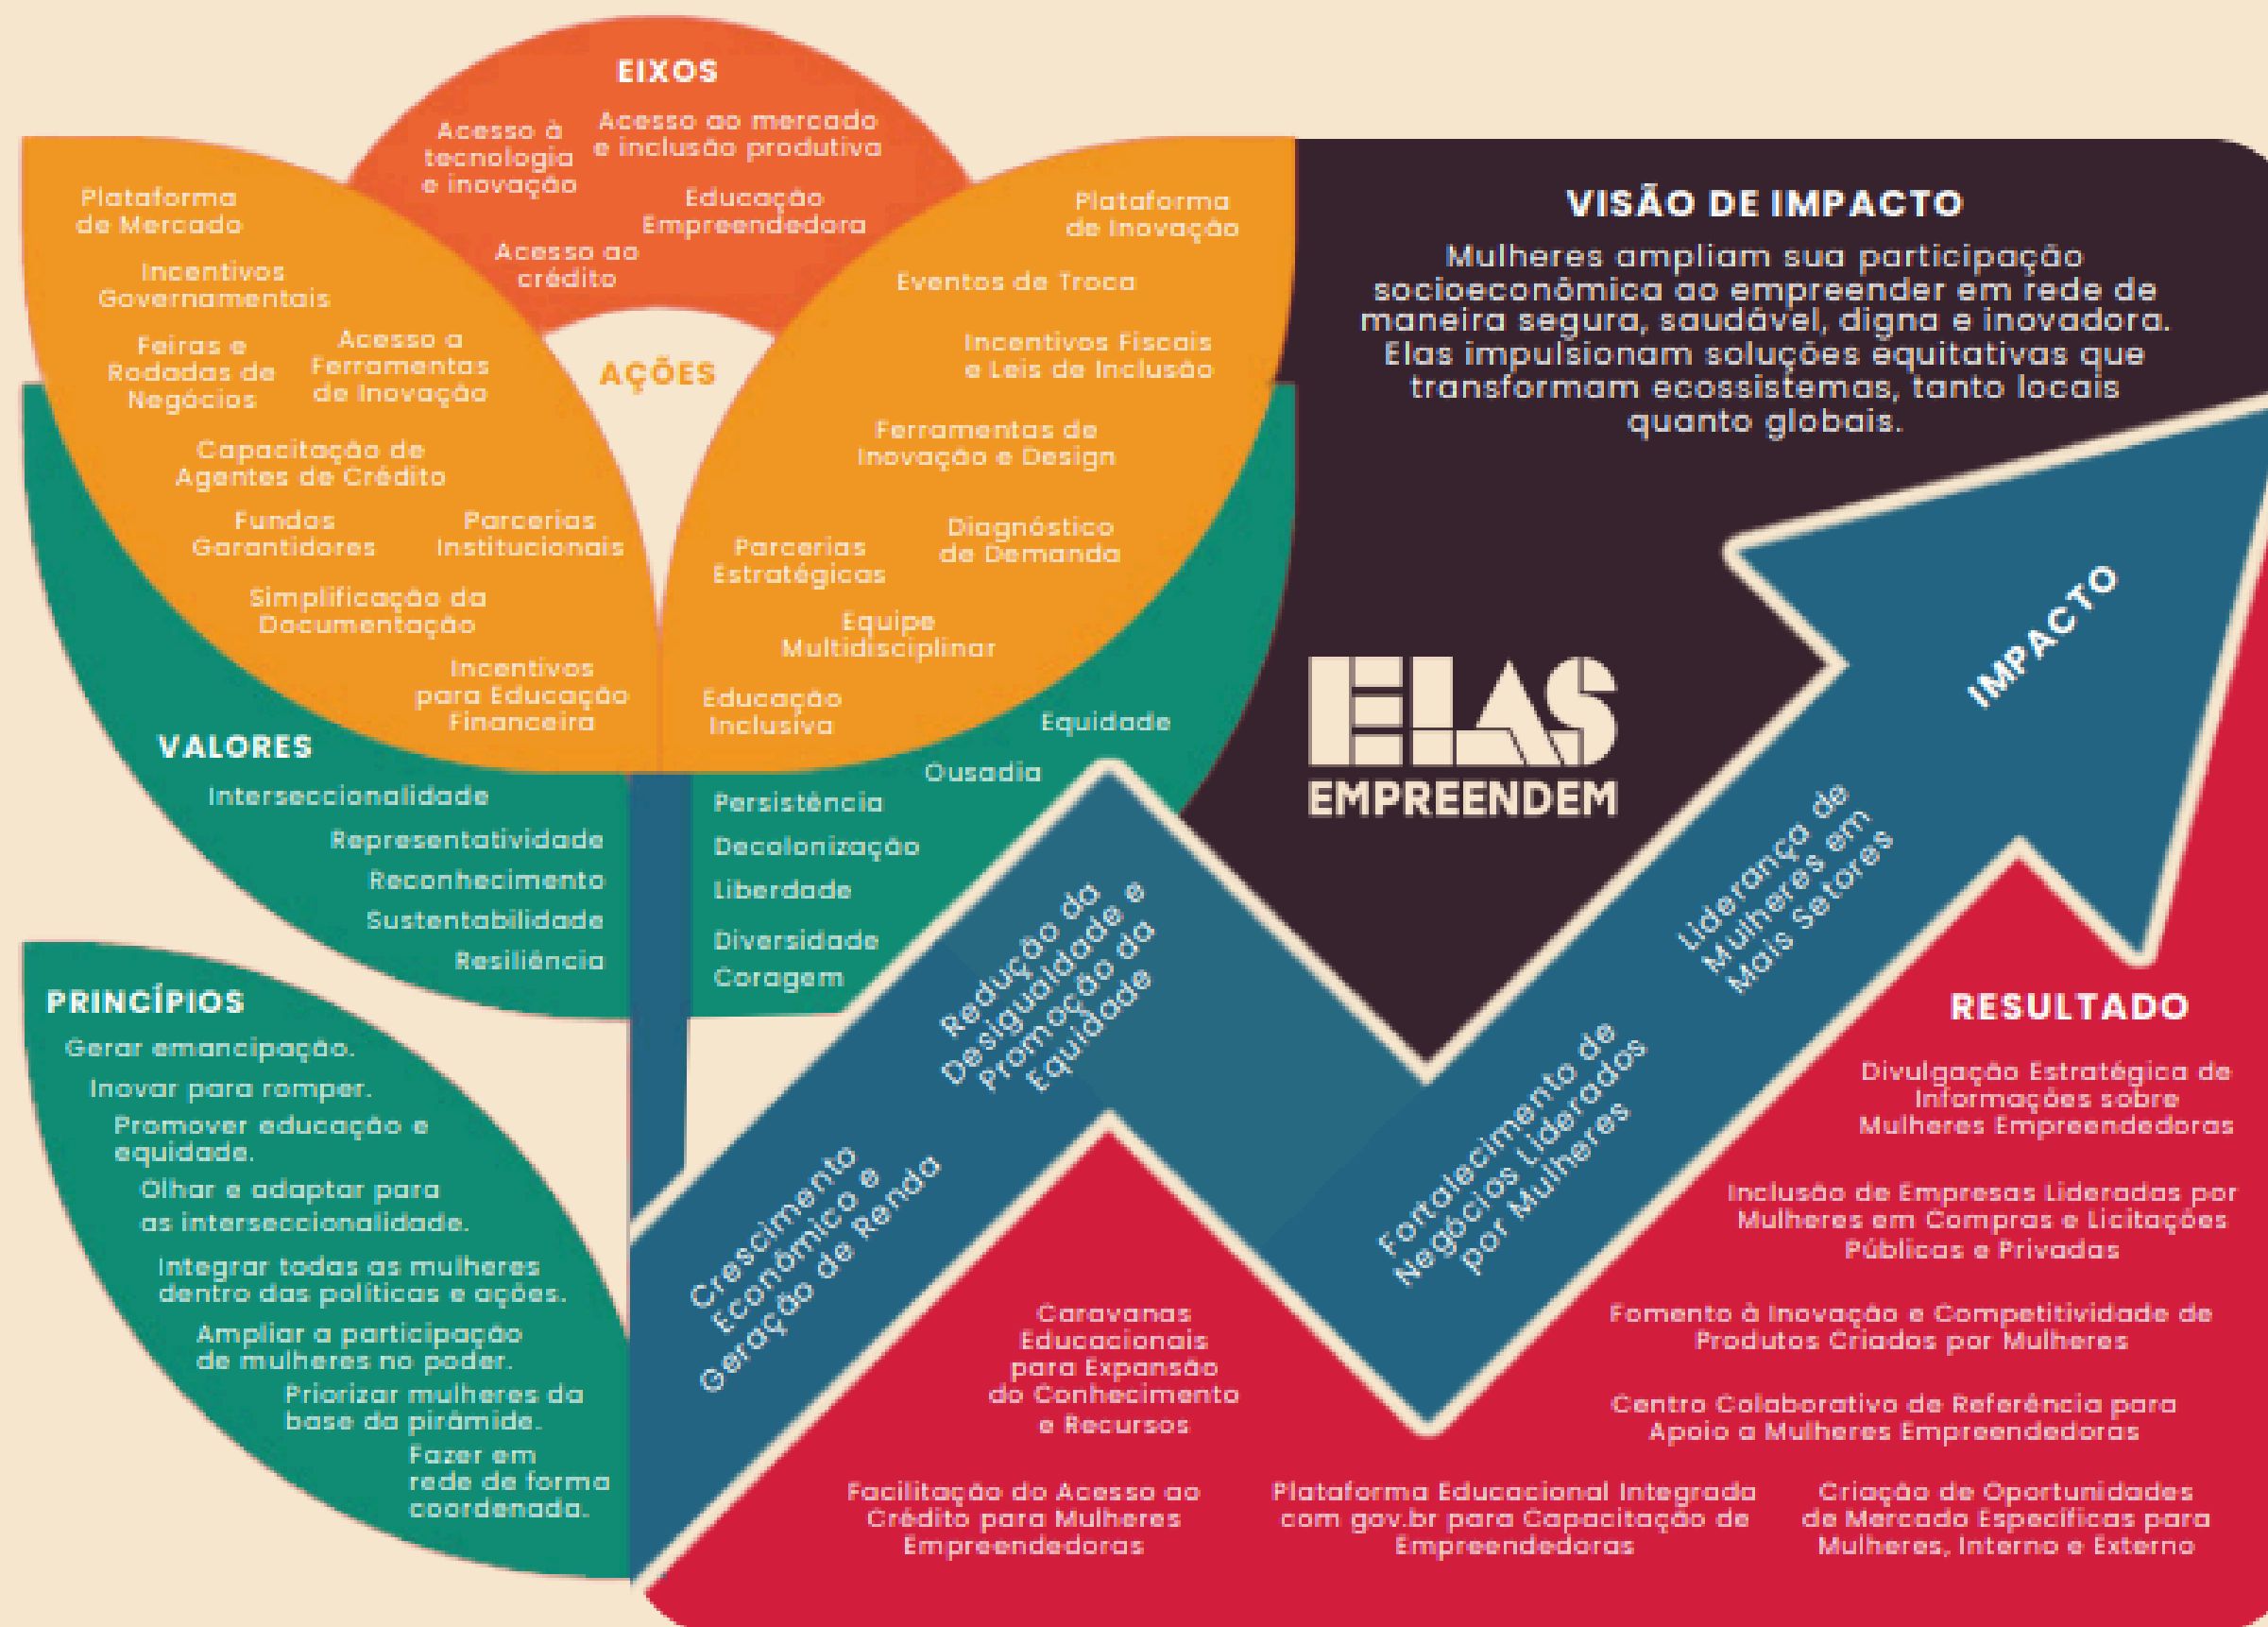 EIXOS
Acesso à
tecnologia
e inovação
Acesso ao mercado
e inclusão produtiva
Educação
Empreendedora
Acesso ao
crédito
AÇÕES
Plataforma
de Mercado
Incentivos
Governamentais
Feiras e
Rodadas de
Negócios
Acesso a
Ferramentas
de Inovação
Capacitação de
Agentes de Crédito
Fundos
Garantidores
Parcerias
Institucionais
Simplificação da
Documentação
Incentivos
para Educação
Financeira
Plataforma
de Inovação
Eventos de Troca
Incentivos Fiscais
e Leis de Inclusão
Ferramentas de
Inovação e Design
Diagnóstico
de Demanda
Parcerias
Estratégicas
Equipe
Multidisciplinar
Educação
Inclusiva
VALORES
Interseccionalidade
Representatividade
Reconhecimento
Sustentabilidade
Resiliência
Equidade
Ousadia
Persistência
Decolonização
Liberdade
Diversidade
Coragem
PRINCÍPIOS
Gerar emancipação.
Inovar para romper.
Promover educação e
equidade.
Olhar e adaptar para
as interseccionalidade.
Integrar todas as mulheres
dentro das políticas e ações.
Ampliar a participação
de mulheres no poder.
Priorizar mulheres da
base da pirâmide.
Fazer em
rede de forma
coordenada.
VISÃO DE IMPACTO
Mulheres ampliam sua participação
socioeconômica ao empreender em rede de
maneira segura, saudável, digna e inovadora.
Elas impulsionam soluções equitativas que
transformam ecossistemas, tanto locais
quanto globais.
ELAS
EMPREENDEM
IMPACTO
Crescimento
Econômico e
Geração de Renda
Redução da
Desigualdade e
Promoção da
Equidade
Fortalecimento de
Negócios Liderados
por Mulheres
Liderança de
Mulheres em
Mais Setores
RESULTADO
Divulgação Estratégica de
Informações sobre
Mulheres Empreendedoras
Inclusão de Empresas Lideradas por
Mulheres em Compras e Licitações
Públicas e Privadas
Fomento à Inovação e Competitividade de
Produtos Criados por Mulheres
Centro Colaborativo de Referência para
Apoio a Mulheres Empreendedoras
Caravanas
Educacionais
para Expansão
do Conhecimento
e Recursos
Facilitação do Acesso ao
Crédito para Mulheres
Empreendedoras
Plataforma Educacional Integrada
com gov.br para Capacitação de
Empreendedoras
Criação de Oportunidades
de Mercado Específicas para
Mulheres, Interno e Externo